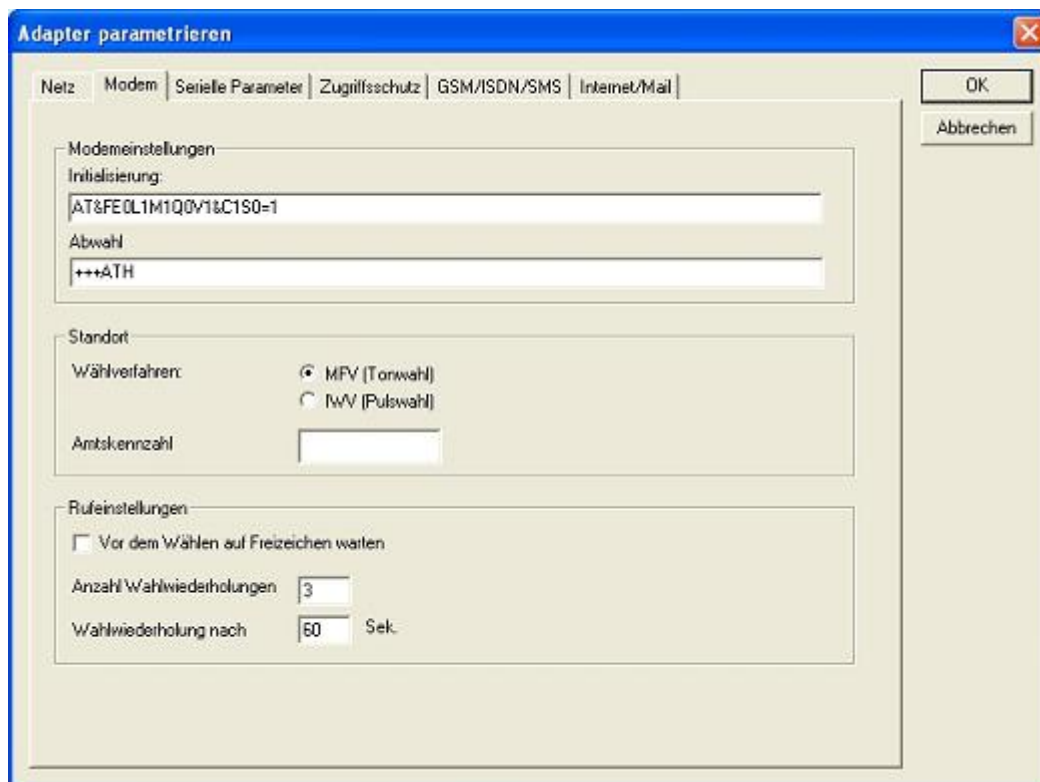 Adapter parametrieren
Netz Modem Serielle Parameter Zugriffsschutz GSM/ISDN/SMS Internet/Mail
OK
Abbrechen
Modemeinstellungen
Initialisierung:
AT&FE0L1M1Q0V1&C1S0=1
Abwahl
+++ATH
Standort
Wählverfahren:
MFV (Tonwahl)
IWV (Pulswahl)
Amtskennzahl
Rufeinstellungen
Vor dem Wählen auf Freizeichen warten
Anzahl Wahlwiederholungen 3
Wahlwiederholung nach 60 Sek.